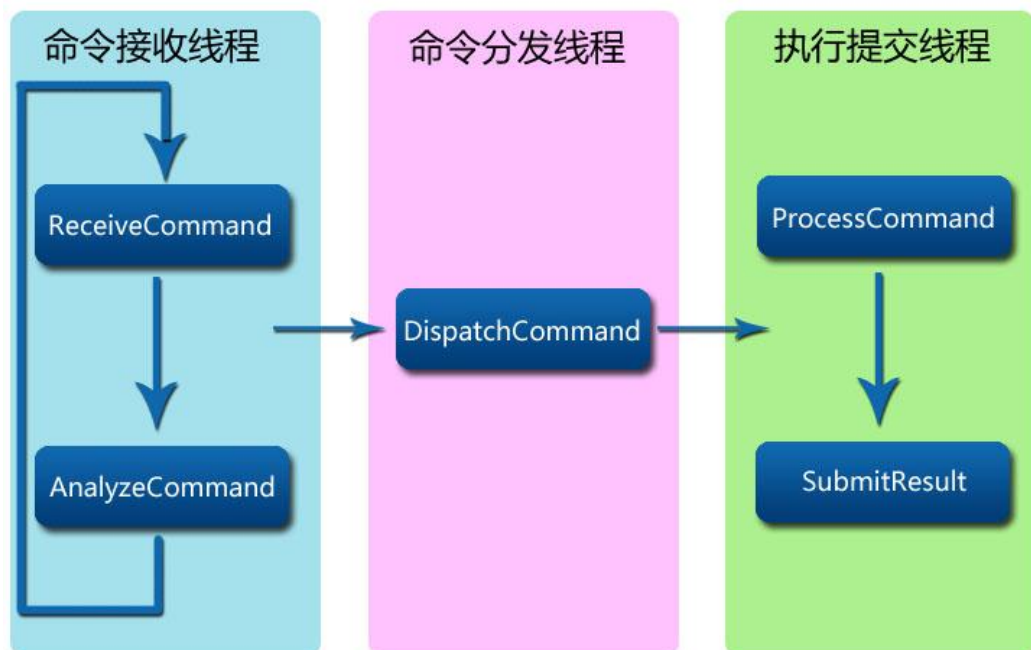 命令接收线程
ReceiveCommand
AnalyzeCommand
命令分发线程
DispatchCommand
执行提交线程
ProcessCommand
SubmitResult